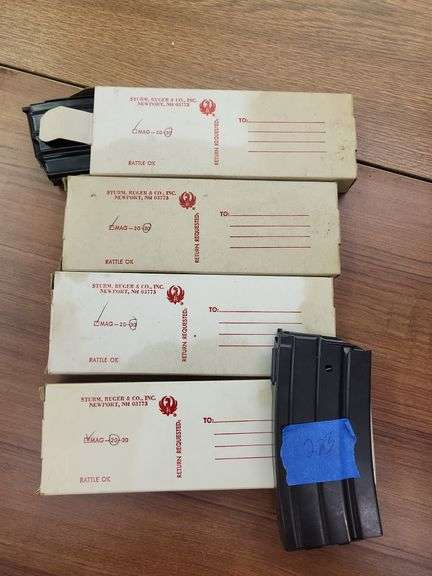 STURM, RUGER & CO., INC.
NEWPORT, NH 03773
MAG-20-30
RATTLE OK
RETURN REQUESTED:
TO:
STURM, RUGER & CO., INC.
NEWPORT, NH 03773
MAG-20-30
RATTLE OK
RETURN REQUESTED:
TO:
STURM, RUGER & CO., INC.
NEWPORT, NH 03773
MAG-20-30
RATTLE OK
RETURN REQUESTED:
TO:
STURM, RUGER & CO., INC.
NEWPORT, NH 03773
MAG-20-30
RATTLE OK
RETURN REQUESTED:
TO: